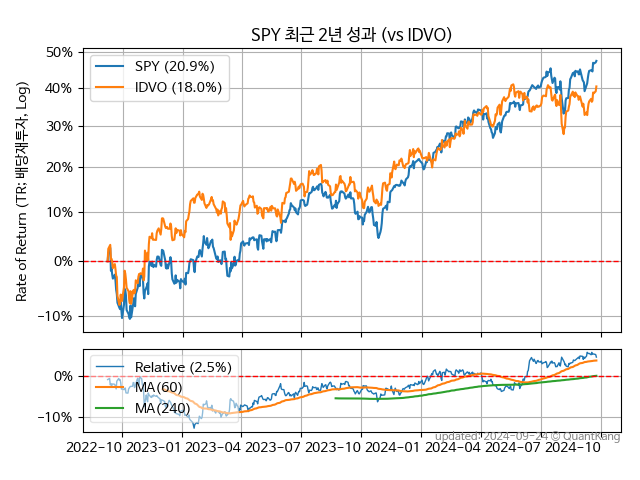 SPY 최근 2년 성과 (vs IDVO)
Rate of Return (TR; 배당재투자, Log)
50%
40%
30%
20%
10%
0%
−10%
SPY (20.9%)
IDVO (18.0%)
0%
−10%
Relative (2.5%)
MA(60)
MA(240)
2022-10 2023-01 2023-04 2023-07 2023-10 2024-01 2024-04 2024-07 2024-10
updated: 2024-09-24 © QuantKang